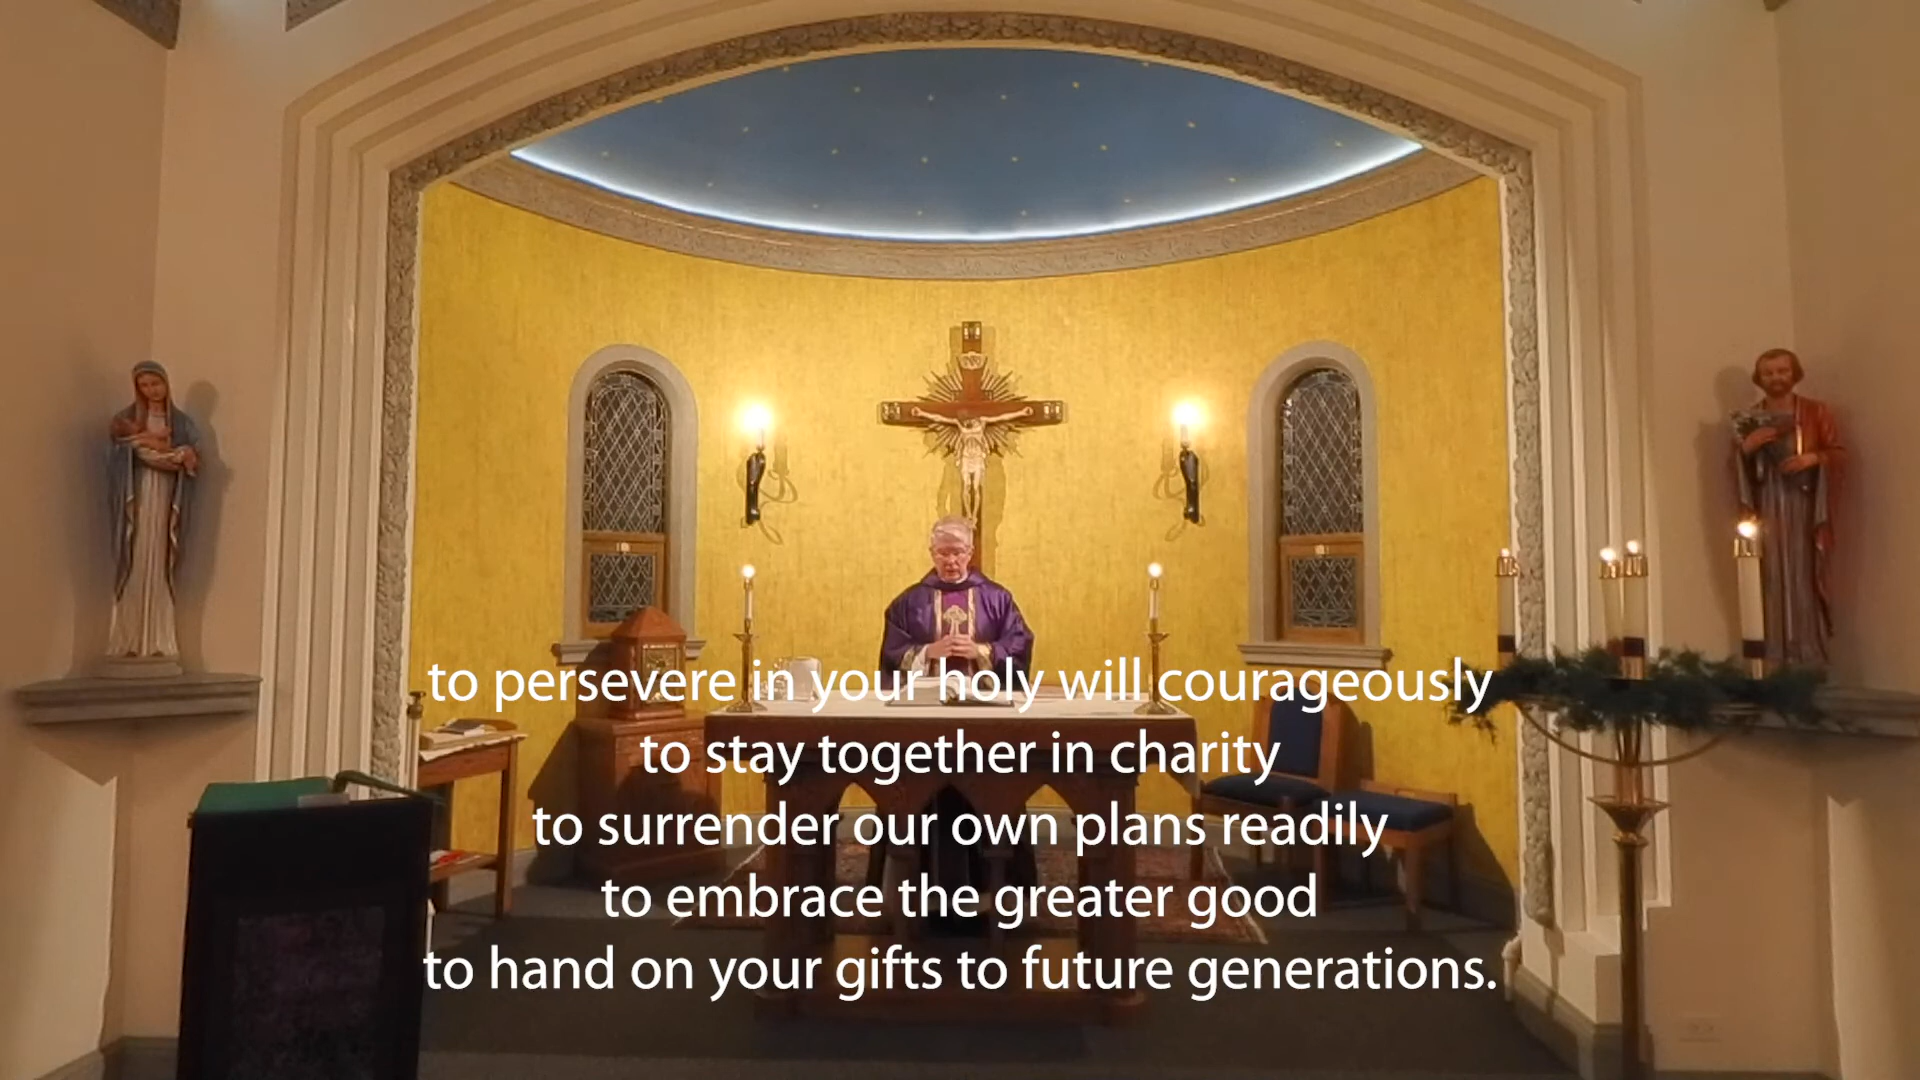 to persevere in your holy will courageously
to stay together in charity
to surrender our own plans readily
to embrace the greater good
to hand on your gifts to future generations.